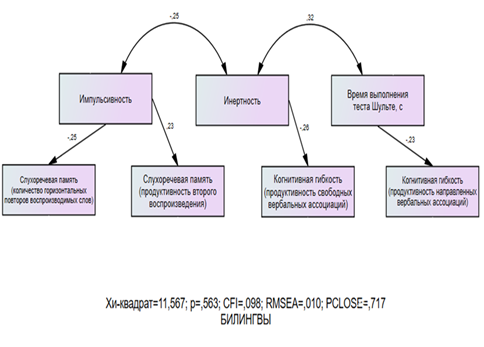 -,25
,32
Импульсивность
Инертность
Время выполнения
теста Шульте, с
-,25
,23
-,26
-,23
Слухоречевая память
(количество горизонтальных
повторов воспроизводимых слов)
Слухоречевая память
(продуктивность второго
воспроизведения)
Когнитивная гибкость
(продуктивность свободных
вербальных ассоциаций)
Когнитивная гибкость
(продуктивность направленных
вербальных ассоциаций)
Хи-квадрат=11,567; p=,563; CFI=,098; RMSEA=,010; PCLOSE=,717
БИЛИНГВЫ